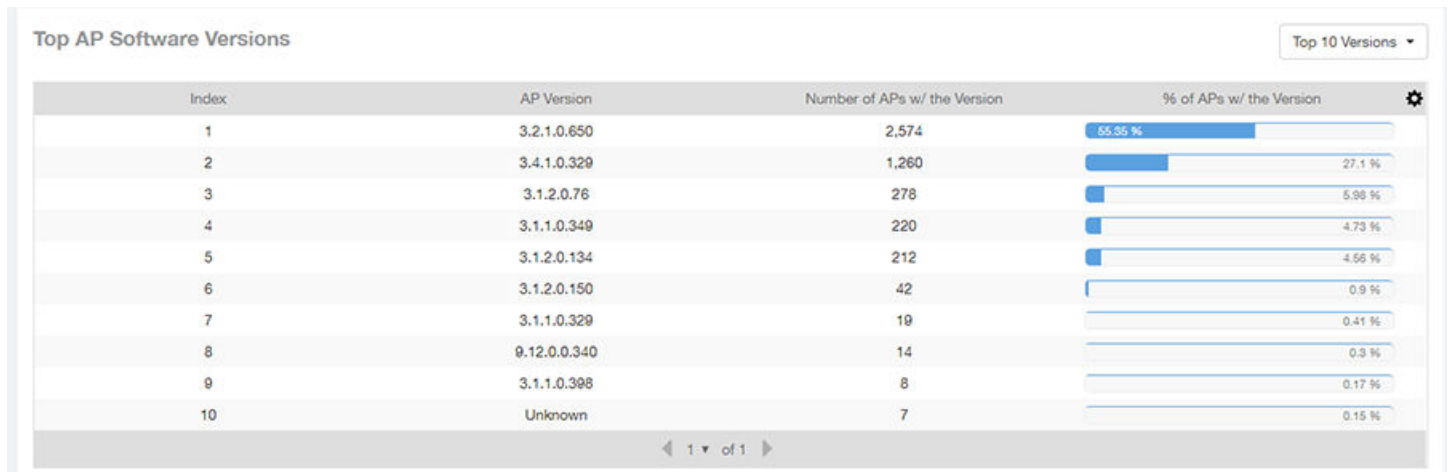 Top AP Software Versions
Top 10 Versions
Index AP Version Number of APs w/ the Version % of APs w/ the Version
1 3.2.1.0.650 2,574 55.35 %
2 3.4.1.0.329 1,260 27.1 %
3 3.1.2.0.76 278 5.98 %
4 3.1.1.0.349 220 4.73 %
5 3.1.2.0.134 212 4.56 %
6 3.1.2.0.150 42 0.9 %
7 3.1.1.0.329 19 0.41 %
8 9.12.0.0.340 14 0.3 %
9 3.1.1.0.398 8 0.17 %
10 Unknown 7 0.15 %
1 of 1